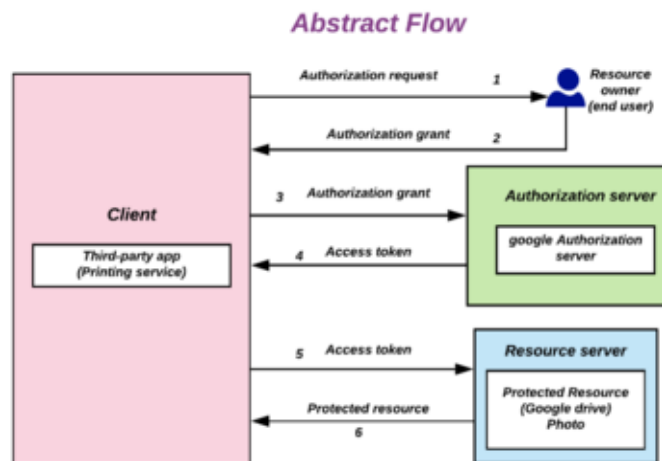 Abstract Flow
Authorization request 1
Resource
owner
(end user)
Authorization grant 2
3 Authorization grant
Authorization server
Client
google Authorization
server
Third-party app
(Printing service)
4 Access token
5 Access token
Resource server
Protected Resource
(Google drive)
Photo
Protected resource
6